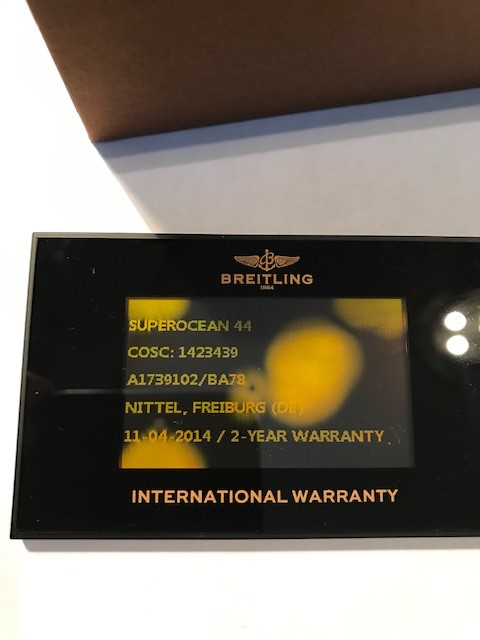 BREITLING
1884
SUPEROCEAN 44
COSC: 1423439
A1739102/BA78
NITTEL, FREIBURG (DE)
11-04-2014 / 2-YEAR WARRANTY
INTERNATIONAL WARRANTY